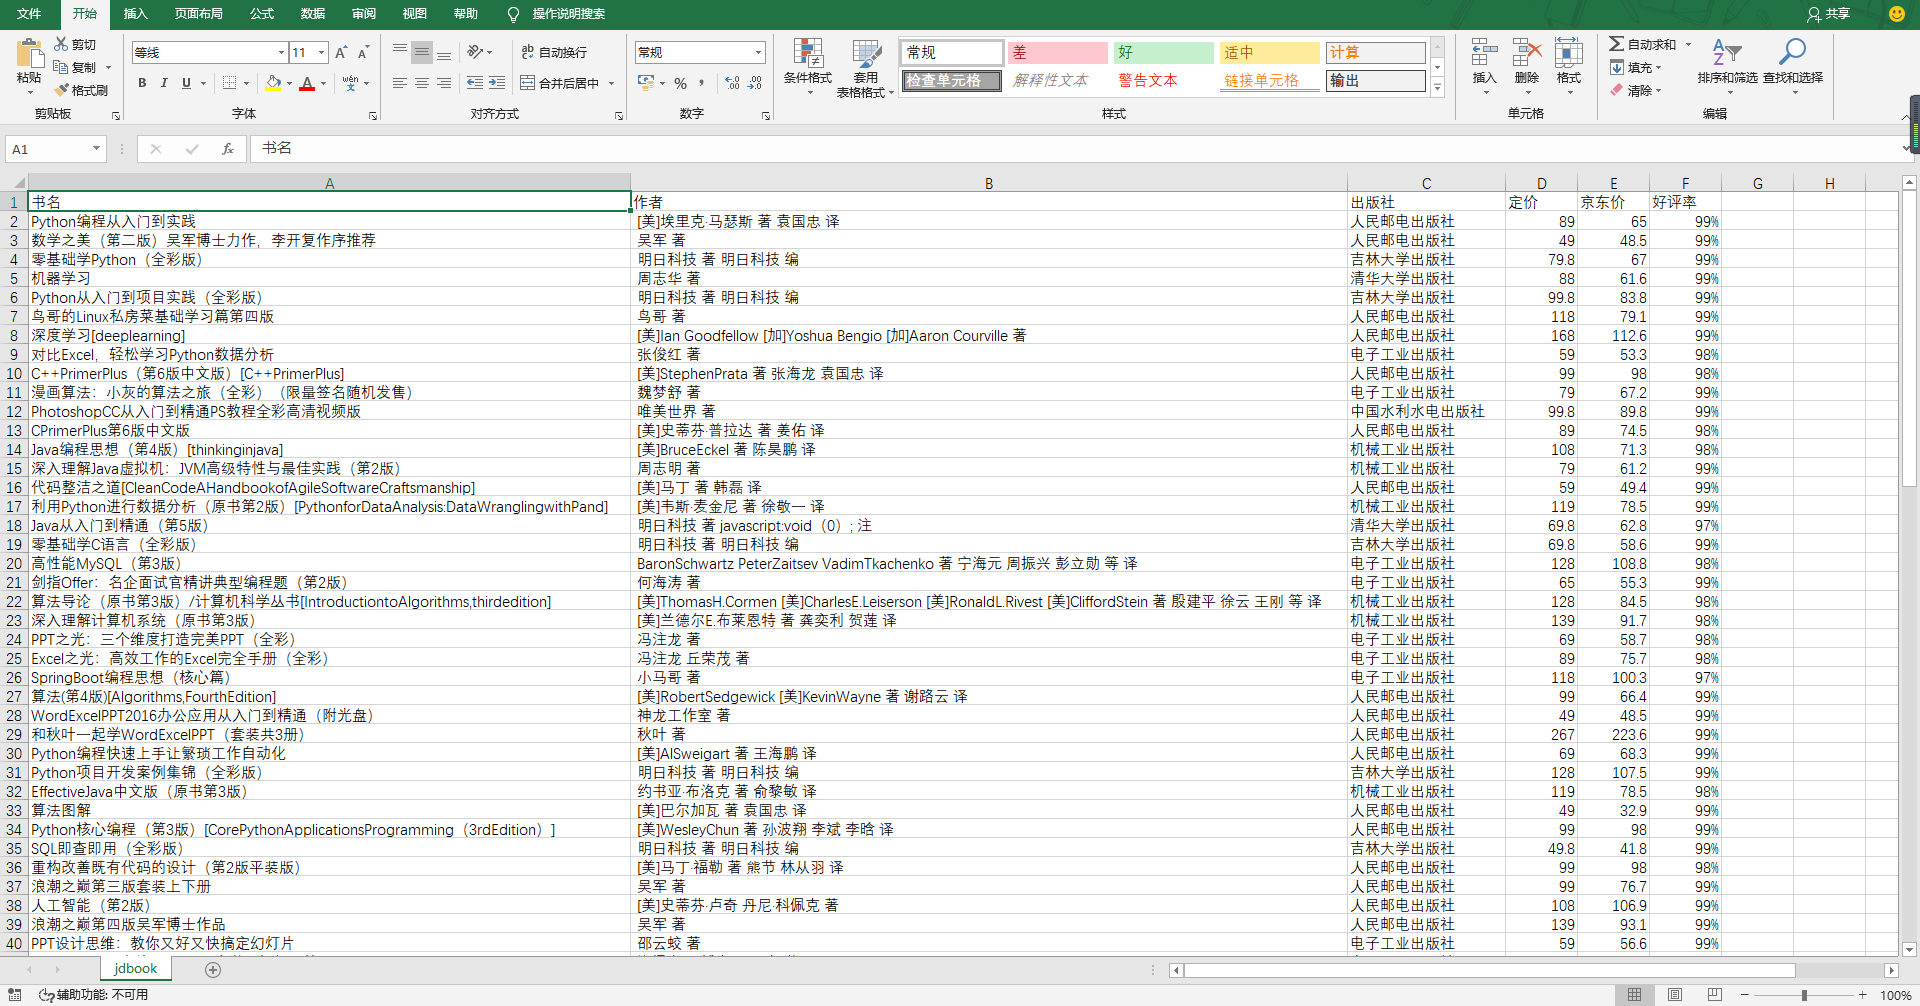 文件 开始 插入 页面布局 公式 数据 审阅 视图 帮助 操作说明搜索 共享
粘贴 剪切 复制 格式刷 剪贴板
等线 11 A A B I U A wén 字体
ab 自动换行 合并后居中 对齐方式
常规 % , 数字
条件格式 套用 表格格式
常规 差 好 适中 计算
检查单元格 解释性文本 警告文本 链接单元格 输出
样式
插入 删除 格式 单元格
自动求和 填充 清除 排序和筛选 查找和选择 编辑
A1 fx 书名
A B C D E F G H
1 书名 作者 出版社 定价 京东价 好评率
2 Python编程从入门到实践 [美]埃里克·马瑟斯 著 袁国忠 译 人民邮电出版社 89 65 99%
3 数学之美（第二版）吴军博士力作，李开复作序推荐 吴军 著 人民邮电出版社 49 48.5 99%
4 零基础学Python（全彩版） 明日科技 著 明日科技 编 吉林大学出版社 79.8 67 99%
5 机器学习 周志华 著 清华大学出版社 88 61.6 99%
6 Python从入门到项目实践（全彩版） 明日科技 著 明日科技 编 吉林大学出版社 99.8 83.8 99%
7 鸟哥的Linux私房菜基础学习篇第四版 鸟哥 著 人民邮电出版社 118 79.1 99%
8 深度学习[deeplearning] [美]Ian Goodfellow [加]Yoshua Bengio [加]Aaron Courville 著 人民邮电出版社 168 112.6 99%
9 对比Excel，轻松学习Python数据分析 张俊红 著 电子工业出版社 59 53.3 98%
10 C++PrimerPlus（第6版中文版）[C++PrimerPlus] [美]StephenPrata 著 张海龙 袁国忠 译 人民邮电出版社 99 98 98%
11 漫画算法：小灰的算法之旅（全彩）（限量签名随机发售） 魏梦舒 著 电子工业出版社 79 67.2 99%
12 PhotoshopCC从入门到精通PS教程全彩高清视频版 唯美世界 著 中国水利水电出版社 99.8 89.8 99%
13 CPrimerPlus第6版中文版 [美]史蒂芬·普拉达 著 姜佑 译 人民邮电出版社 89 74.5 98%
14 Java编程思想（第4版）[thinkinginjava] [美]BruceEckel 著 陈昊鹏 译 机械工业出版社 108 71.3 98%
15 深入理解Java虚拟机：JVM高级特性与最佳实践（第2版） 周志明 著 机械工业出版社 79 61.2 99%
16 代码整洁之道[CleanCodeAHandbookofAgileSoftwareCraftsmanship] [美]马丁 著 韩磊 译 人民邮电出版社 59 49.4 99%
17 利用Python进行数据分析（原书第2版）[PythonforDataAnalysis:DataWranglingwithPand] [美]韦斯·麦金尼 著 徐敬一 译 机械工业出版社 119 78.5 99%
18 Java从入门到精通（第5版） 明日科技 著 javascript:void（0）; 注 清华大学出版社 69.8 62.8 97%
19 零基础学C语言（全彩版） 明日科技 著 明日科技 编 吉林大学出版社 69.8 58.6 99%
20 高性能MySQL（第3版） BaronSchwartz PeterZaitsev VadimTkachenko 著 宁海元 周振兴 彭立勋 等 译 电子工业出版社 128 108.8 98%
21 剑指Offer：名企面试官精讲典型编程题（第2版） 何海涛 著 电子工业出版社 65 55.3 99%
22 算法导论（原书第3版）/计算机科学丛书[IntroductiontoAlgorithms,thirdedition] [美]ThomasH.Cormen [美]CharlesE.Leiserson [美]RonaldL.Rivest [美]CliffordStein 著 殷建平 徐云 王刚 等 译 机械工业出版社 128 84.5 98%
23 深入理解计算机系统（原书第3版） [美]兰德尔E.布莱恩特 著 龚奕利 贺莲 译 机械工业出版社 139 91.7 98%
24 PPT之光：三个维度打造完美PPT（全彩） 冯注龙 著 电子工业出版社 69 58.7 98%
25 Excel之光：高效工作的Excel完全手册（全彩） 冯注龙 丘荣茂 著 电子工业出版社 89 75.7 98%
26 SpringBoot编程思想（核心篇） 小马哥 著 电子工业出版社 118 100.3 97%
27 算法(第4版)[Algorithms,FourthEdition] [美]RobertSedgewick [美]KevinWayne 著 谢路云 译 人民邮电出版社 99 66.4 99%
28 WordExcelPPT2016办公应用从入门到精通（附光盘） 神龙工作室 著 人民邮电出版社 49 48.5 99%
29 和秋叶一起学WordExcelPPT（套装共3册） 秋叶 著 人民邮电出版社 267 223.6 99%
30 Python编程快速上手让繁琐工作自动化 [美]AlSweigart 著 王海鹏 译 人民邮电出版社 69 68.3 99%
31 Python项目开发案例集锦（全彩版） 明日科技 著 明日科技 编 吉林大学出版社 128 107.5 99%
32 EffectiveJava中文版（原书第3版） 约书亚·布洛克 著 俞黎敏 译 机械工业出版社 119 78.5 98%
33 算法图解 [美]巴尔加瓦 著 袁国忠 译 人民邮电出版社 49 32.9 99%
34 Python核心编程（第3版）[CorePythonApplicationsProgramming（3rdEdition）] [美]WesleyChun 著 孙波翔 李斌 李晗 译 人民邮电出版社 99 98 99%
35 SQL即查即用（全彩版） 明日科技 著 明日科技 编 吉林大学出版社 49.8 41.8 99%
36 重构改善既有代码的设计（第2版平装版） [美]马丁·福勒 著 熊节 林从羽 译 人民邮电出版社 99 98 98%
37 浪潮之巅第三版套装上下册 吴军 著 人民邮电出版社 99 76.7 99%
38 人工智能（第2版） [美]史蒂芬·卢奇 丹尼·科佩克 著 人民邮电出版社 108 106.9 99%
39 浪潮之巅第四版吴军博士作品 吴军 著 人民邮电出版社 139 93.1 99%
40 PPT设计思维：教你又好又快搞定幻灯片 邵云蛟 著 电子工业出版社 59 56.6 99%
jdbook
辅助功能: 不可用 100%